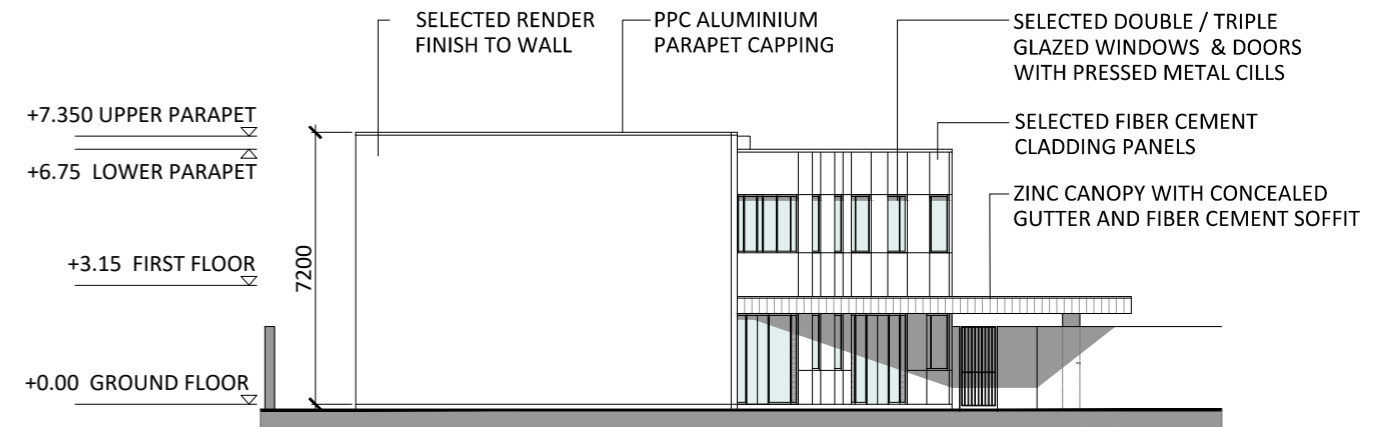 SELECTED RENDER
FINISH TO WALL
PPC ALUMINIUM
PARAPET CAPPING
SELECTED DOUBLE / TRIPLE
GLAZED WINDOWS & DOORS
WITH PRESSED METAL CILLS
+7.350 UPPER PARAPET
+6.75 LOWER PARAPET
SELECTED FIBER CEMENT
CLADDING PANELS
ZINC CANOPY WITH CONCEALED
GUTTER AND FIBER CEMENT SOFFIT
+3.15 FIRST FLOOR
7200
+0.00 GROUND FLOOR